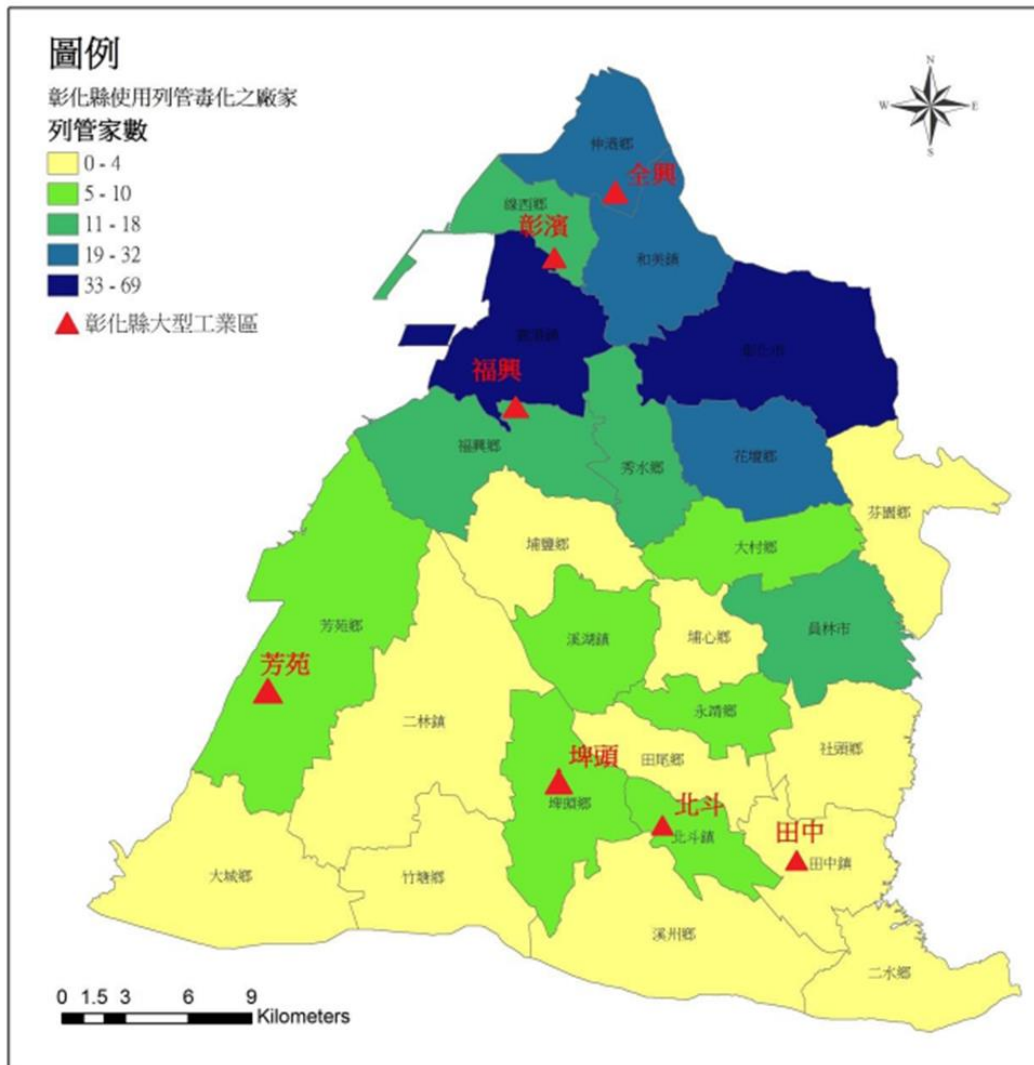 圖例
彰化縣使用列管毒化之廠家
列管家數
0 - 4
5 - 10
11 - 18
19 - 32
33 - 69
彰化縣大型工業區
N
W
E
S
伸港鄉
全興
線西鄉
彰濱
和美鎮
鹿港鎮
彰化市
福興
福興鄉
秀水鄉
花壇鄉
芬園鄉
埔鹽鄉
大村鄉
芳苑鄉
溪湖鎮
埔心鄉
員林市
芳苑
二林鎮
永靖鄉
社頭鄉
埤頭
田尾鄉
埤頭鄉
北斗
北斗鎮
田中
田中鎮
大城鄉
竹塘鄉
溪州鄉
二水鄉
0 1.5 3 6 9
Kilometers